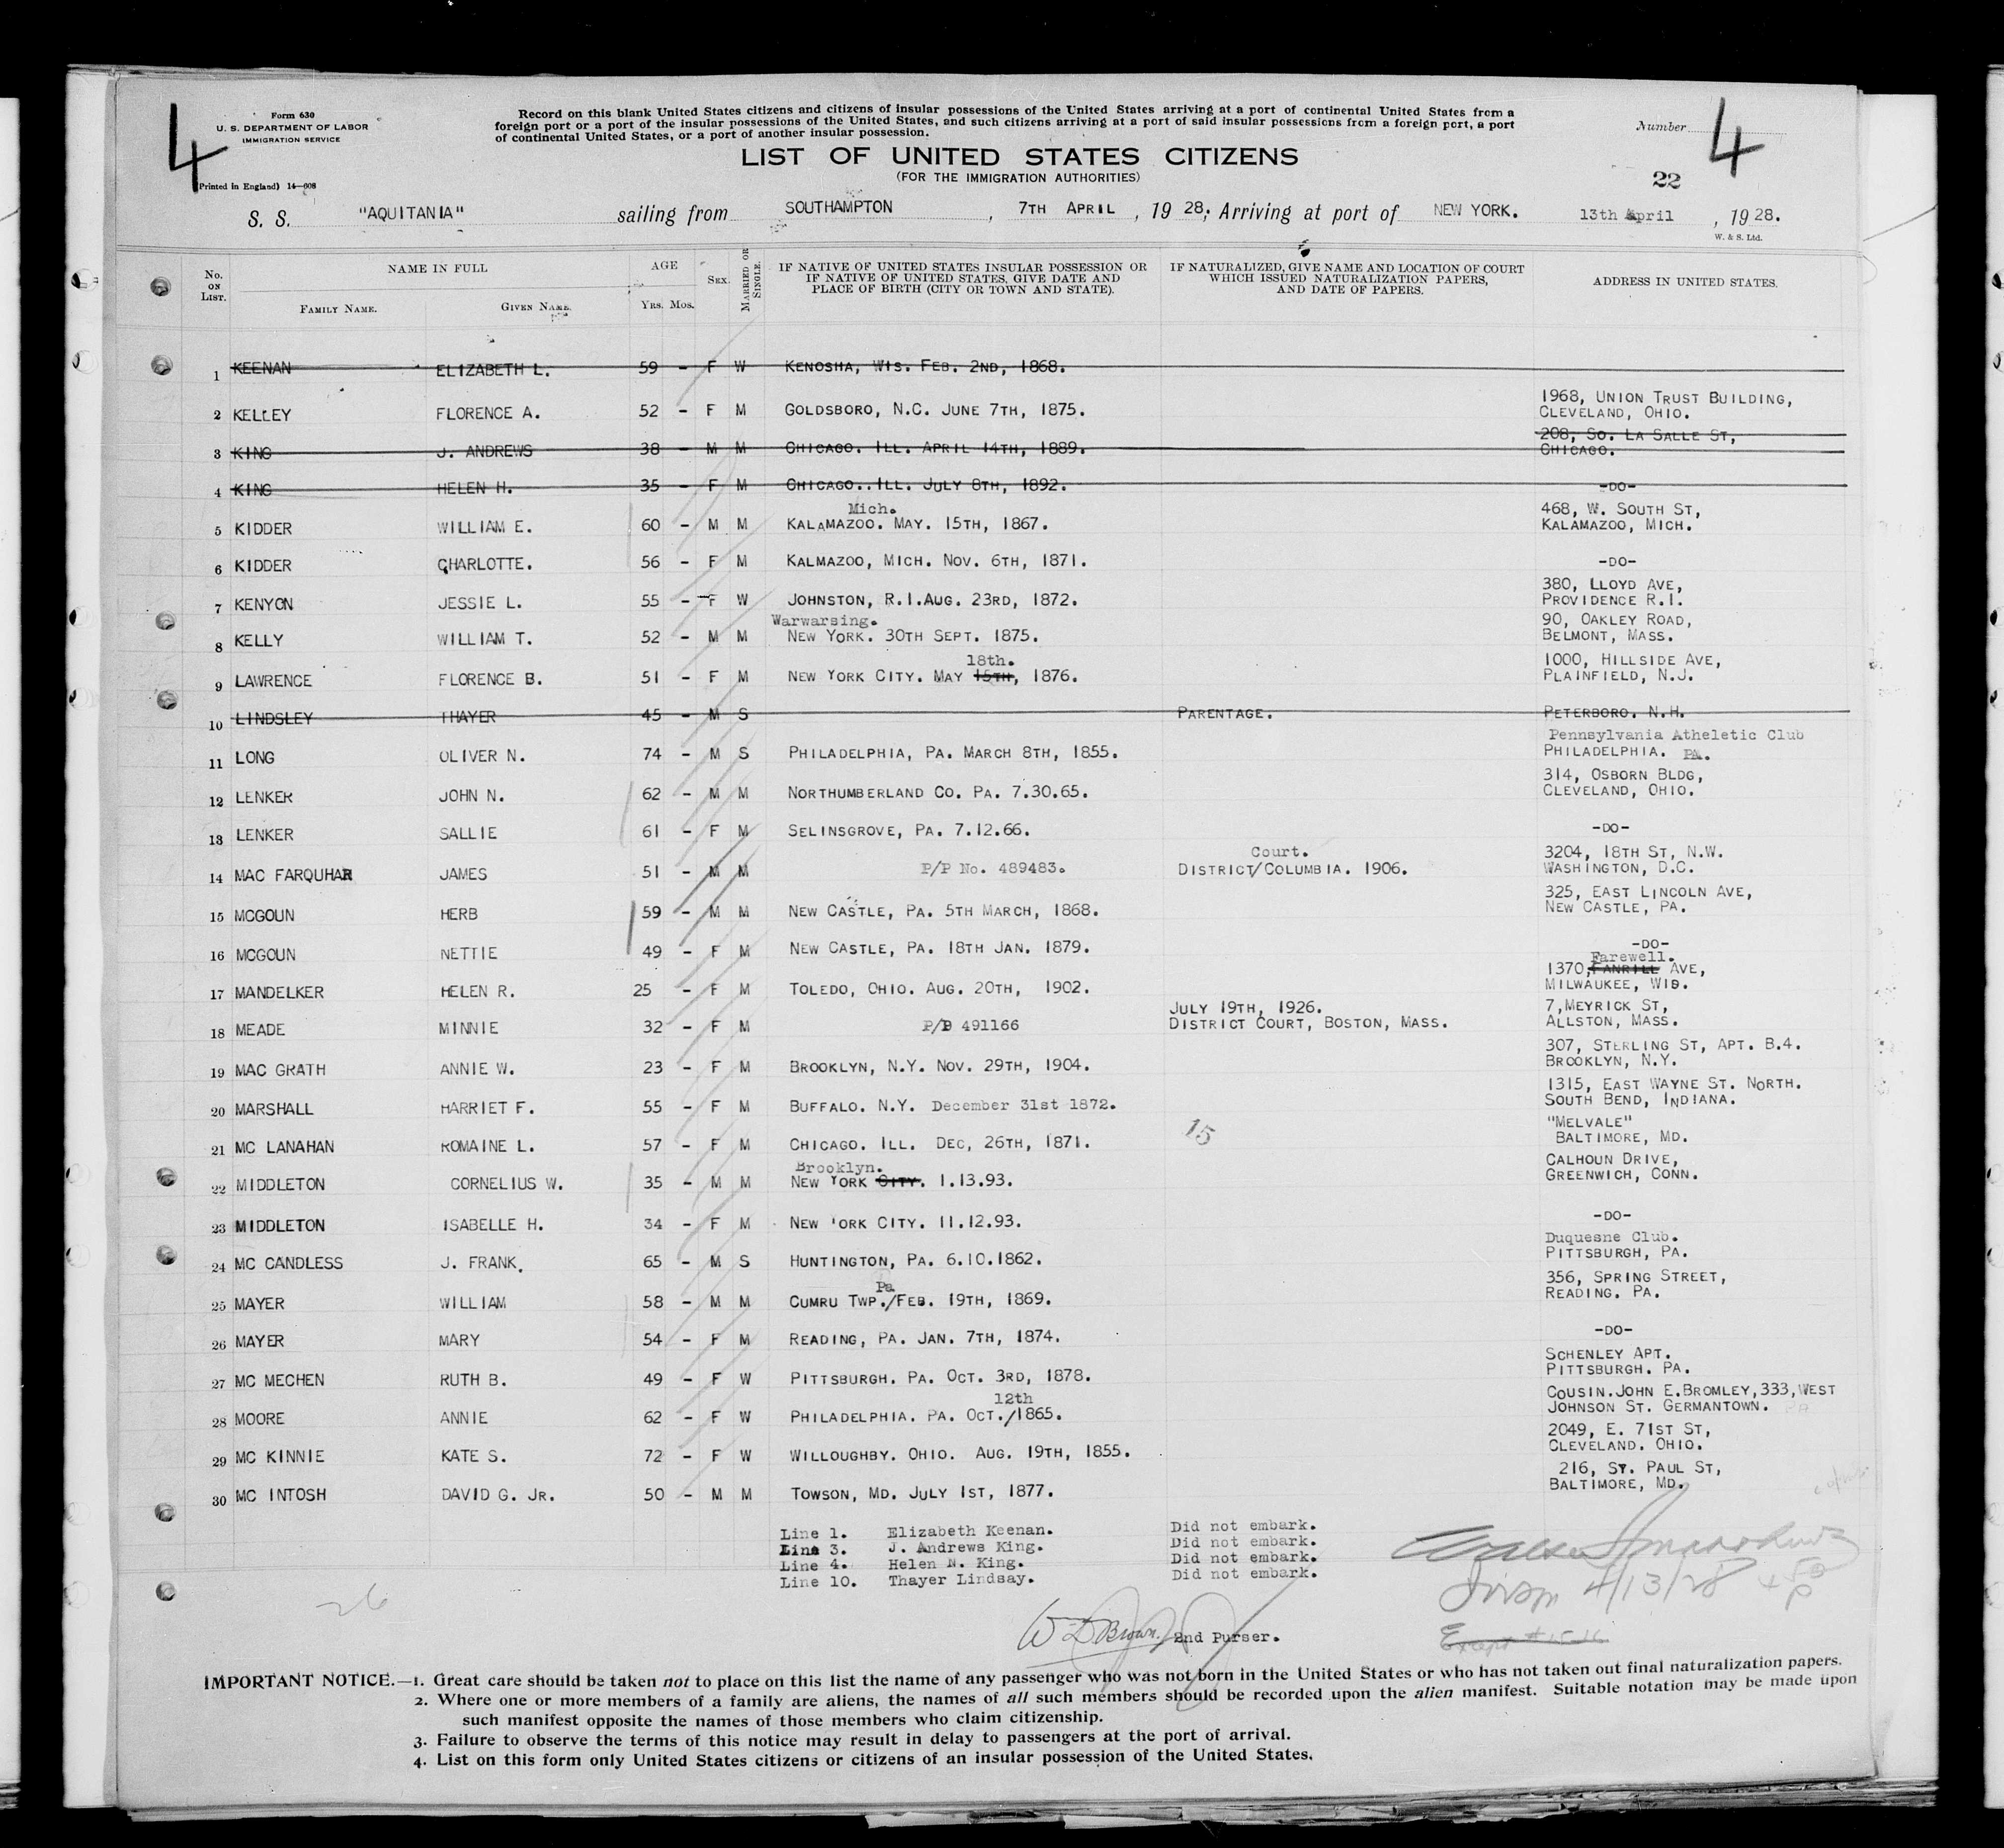 4
Form 630
U. S. DEPARTMENT OF LABOR
IMMIGRATION SERVICE
(Printed in England) 14—608
Record on this blank United States citizens and citizens of insular possessions of the United States arriving at a port of continental United States from a
foreign port or a port of the insular possessions of the United States, and such citizens arriving at a port of said insular possessions from a foreign port, a port
of continental United States, or a port of another insular possession.
LIST OF UNITED STATES CITIZENS
(FOR THE IMMIGRATION AUTHORITIES)
Number 4
22
S. S. "AQUITANIA" sailing from SOUTHAMPTON, 7TH APRIL, 1928; Arriving at port of NEW YORK. 13th April, 1928.
W. & S. Ltd.
No. ON LIST. NAME IN FULL AGE SEX. MARRIED OR SINGLE. IF NATIVE OF UNITED STATES INSULAR POSSESSION OR IF NATIVE OF UNITED STATES, GIVE DATE AND PLACE OF BIRTH (CITY OR TOWN AND STATE). IF NATURALIZED, GIVE NAME AND LOCATION OF COURT WHICH ISSUED NATURALIZATION PAPERS, AND DATE OF PAPERS. ADDRESS IN UNITED STATES.
FAMILY NAME. GIVEN NAME. YRS. MOS.
1 KEENAN ELIZABETH L. 59 - F W KENOSHA, WIS. FEB. 2ND, 1868.
1968, UNION TRUST BUILDING,
2 KELLEY FLORENCE A. 52 - F M GOLDSBORO, N.C. JUNE 7TH, 1875. CLEVELAND, OHIO.
208, SO. LA SALLE ST,
3 KING J. ANDREWS 38 - M M CHICAGO. ILL. APRIL 14TH, 1889. CHICAGO.
4 KING HELEN H. 35 - F M CHICAGO.. ILL. JULY 8TH, 1892. -DO-
Mich. 468, W. SOUTH ST,
5 KIDDER WILLIAM E. 60 - M M KALAMAZOO. MAY. 15TH, 1867. KALAMAZOO, MICH.
6 KIDDER CHARLOTTE. 56 - F M KALMAZOO, MICH. NOV. 6TH, 1871. -DO-
380, LLOYD AVE,
7 KENYON JESSIE L. 55 - F W JOHNSTON, R.I.AUG. 23RD, 1872. PROVIDENCE R.I.
Warwarsing. 90, OAKLEY ROAD,
8 KELLY WILLIAM T. 52 - M M NEW YORK. 30TH SEPT. 1875. BELMONT, MASS.
18th. 1000, HILLSIDE AVE,
9 LAWRENCE FLORENCE B. 51 - F M NEW YORK CITY. MAY 15TH, 1876. PLAINFIELD, N.J.
10 LINDSLEY THAYER 45 - M S PARENTAGE. PETERBORO. N.H.
Pennsylvania Atheletic Club
11 LONG OLIVER N. 74 - M S PHILADELPHIA, PA. MARCH 8TH, 1855. PHILADELPHIA. PA.
314, OSBORN BLDG,
12 LENKER JOHN N. 62 - M M NORTHUMBERLAND CO. PA. 7.30.65. CLEVELAND, OHIO.
13 LENKER SALLIE 61 - F M SELINSGROVE, PA. 7.12.66. -DO-
Court. 3204, 18TH ST, N.W.
14 MAC FARQUHAR JAMES 51 - M M P/P No. 489483. DISTRICT/COLUMBIA. 1906. WASHINGTON, D.C.
325, EAST LINCOLN AVE,
15 MCGOUN HERB 59 - M M NEW CASTLE, PA. 5TH MARCH, 1868. NEW CASTLE, PA.
16 MCGOUN NETTIE 49 - F M NEW CASTLE, PA. 18TH JAN. 1879. -DO-
Farewell.
1370, AVE,
17 MANDELKER HELEN R. 25 - F M TOLEDO, OHIO. AUG. 20TH, 1902. MILWAUKEE, WIS.
JULY 19TH, 1926. 7,MEYRICK ST,
18 MEADE MINNIE 32 - F M P/P 491166 DISTRICT COURT, BOSTON, MASS. ALLSTON, MASS.
307, STERLING ST, APT. B.4.
19 MAC GRATH ANNIE W. 23 - F M BROOKLYN, N.Y. NOV. 29TH, 1904. BROOKLYN, N.Y.
1315, EAST WAYNE ST. NORTH.
20 MARSHALL HARRIET F. 55 - F M BUFFALO. N.Y. December 31st 1872. SOUTH BEND, INDIANA.
15 "MELVALE"
21 MC LANAHAN ROMAINE L. 57 - F M CHICAGO. ILL. DEC, 26TH, 1871. BALTIMORE, MD.
Brooklyn. CALHOUN DRIVE,
22 MIDDLETON CORNELIUS W. 35 - M M NEW YORK CITY. 1.13.93. GREENWICH, CONN.
23 MIDDLETON ISABELLE H. 34 - F M NEW YORK CITY. 11.12.93. -DO-
Duquesne Club.
24 MC CANDLESS J. FRANK. 65 - M S HUNTINGTON, PA. 6.10.1862. PITTSBURGH, PA.
Pa 356, SPRING STREET,
25 MAYER WILLIAM 58 - M M CUMRU TWP./FEB. 19TH, 1869. READING. PA.
26 MAYER MARY 54 - F M READING, PA. JAN. 7TH, 1874. -DO-
SCHENLEY APT.
27 MC MECHEN RUTH B. 49 - F W PITTSBURGH. PA. OCT. 3RD, 1878. PITTSBURGH. PA.
12th COUSIN.JOHN E.BROMLEY,333,WEST
28 MOORE ANNIE 62 - F W PHILADELPHIA. PA. OCT./1865. JOHNSON ST. GERMANTOWN. PA
2049, E. 71ST ST,
29 MC KINNIE KATE S. 72 - F W WILLOUGHBY. OHIO. AUG. 19TH, 1855. CLEVELAND. OHIO.
216, ST. PAUL ST,
30 MC INTOSH DAVID G. JR. 50 - M M TOWSON, MD. JULY 1ST, 1877. BALTIMORE, MD.
Line 1. Elizabeth Keenan. Did not embark.
Line 3. J. Andrews King. Did not embark.
Line 4. Helen N. King. Did not embark.
Line 10. Thayer Lindsay. Did not embark.
4/13/28
26
W D Brown. 2nd Purser.
Except # 15-16
IMPORTANT NOTICE.—1. Great care should be taken not to place on this list the name of any passenger who was not born in the United States or who has not taken out final naturalization papers.
2. Where one or more members of a family are aliens, the names of all such members should be recorded upon the alien manifest. Suitable notation may be made upon
such manifest opposite the names of those members who claim citizenship.
3. Failure to observe the terms of this notice may result in delay to passengers at the port of arrival.
4. List on this form only United States citizens or citizens of an insular possession of the United States.